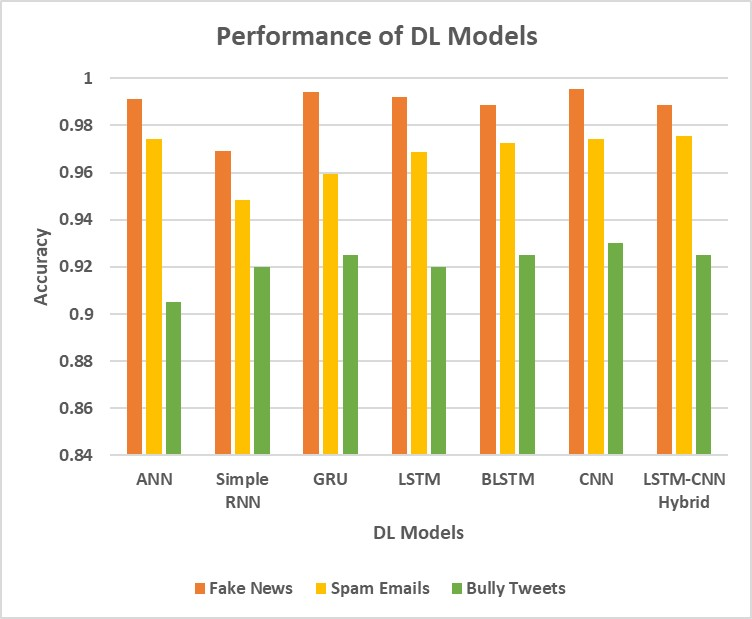 Performance of DL Models
1
0.98
0.96
0.94
0.92
0.9
0.88
0.86
0.84
Accuracy
ANN
Simple
RNN
GRU
LSTM
BLSTM
CNN
LSTM-CNN
Hybrid
DL Models
Fake News
Spam Emails
Bully Tweets